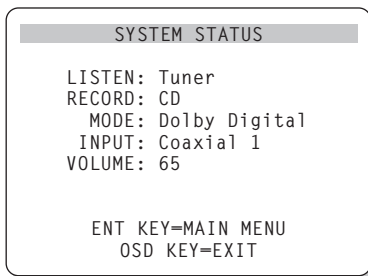 SYSTEM STATUS
LISTEN: Tuner
RECORD: CD
MODE: Dolby Digital
INPUT: Coaxial 1
VOLUME: 65
ENT KEY=MAIN MENU
OSD KEY=EXIT